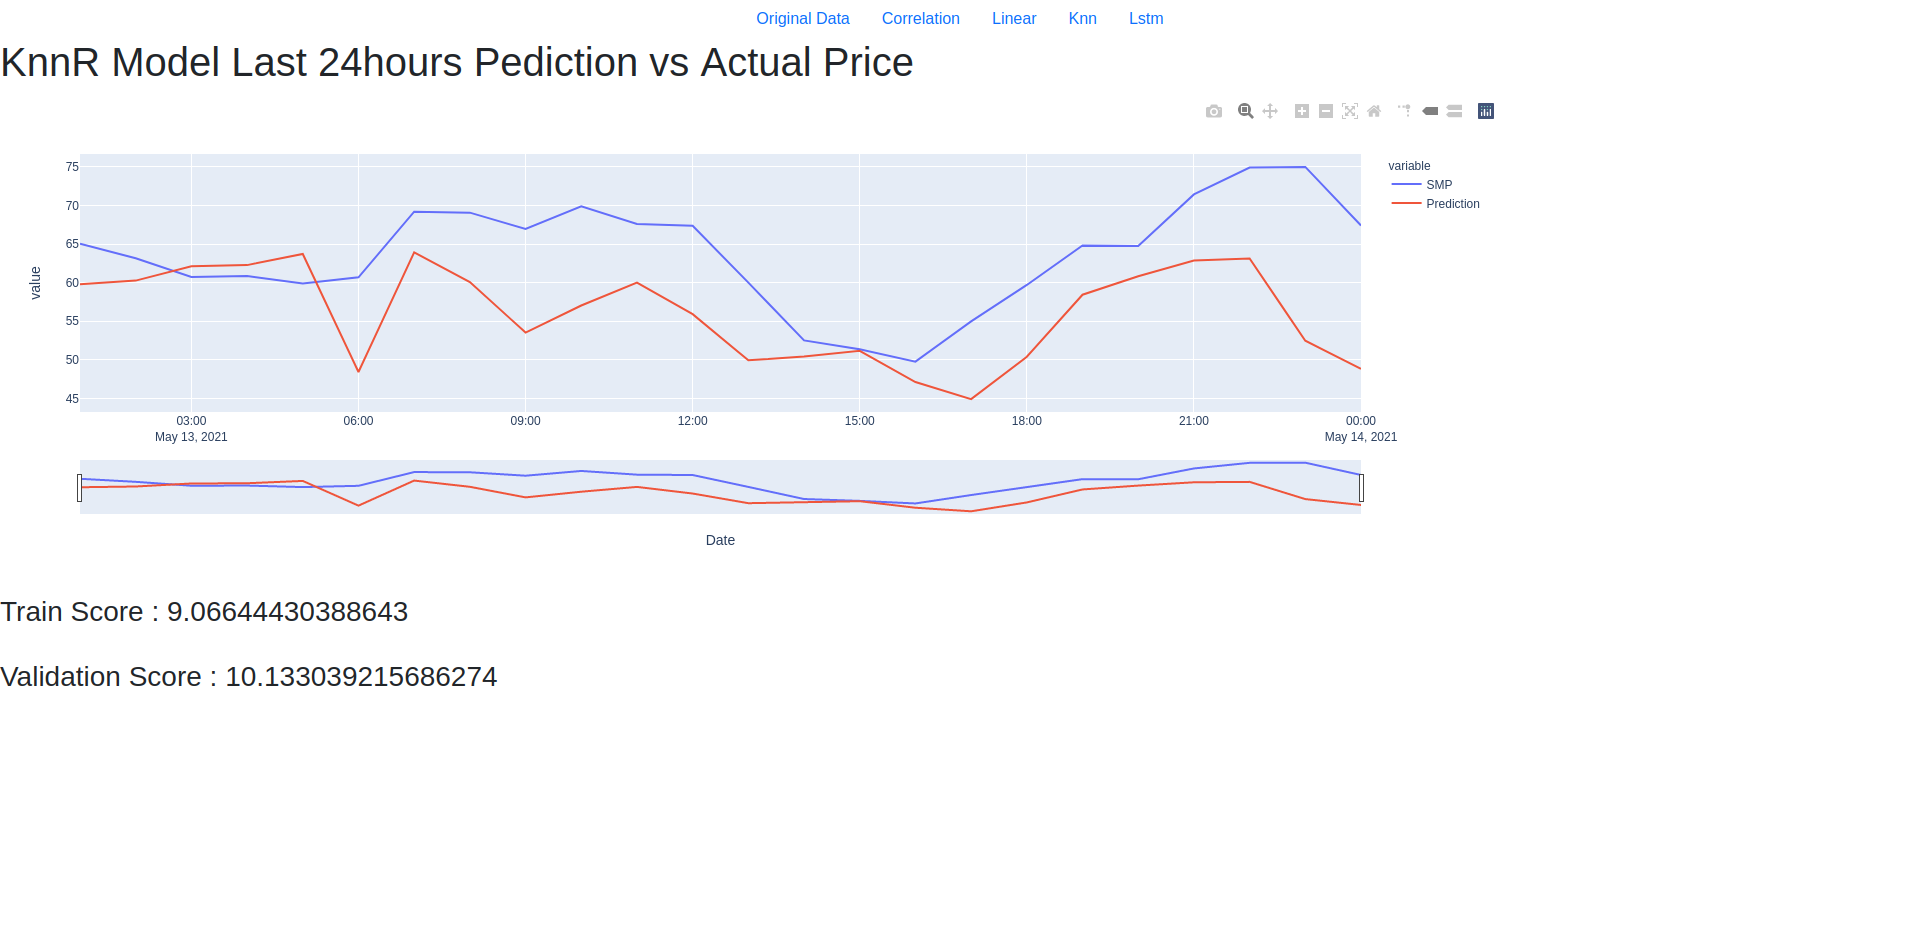 Original Data Correlation Linear Knn Lstm
KnnR Model Last 24hours Pediction vs Actual Price
variable
SMP
Prediction
value
75
70
65
60
55
50
45
03:00 06:00 09:00 12:00 15:00 18:00 21:00 00:00
May 13, 2021 May 14, 2021
Date
Train Score : 9.06644430388643
Validation Score : 10.133039215686274